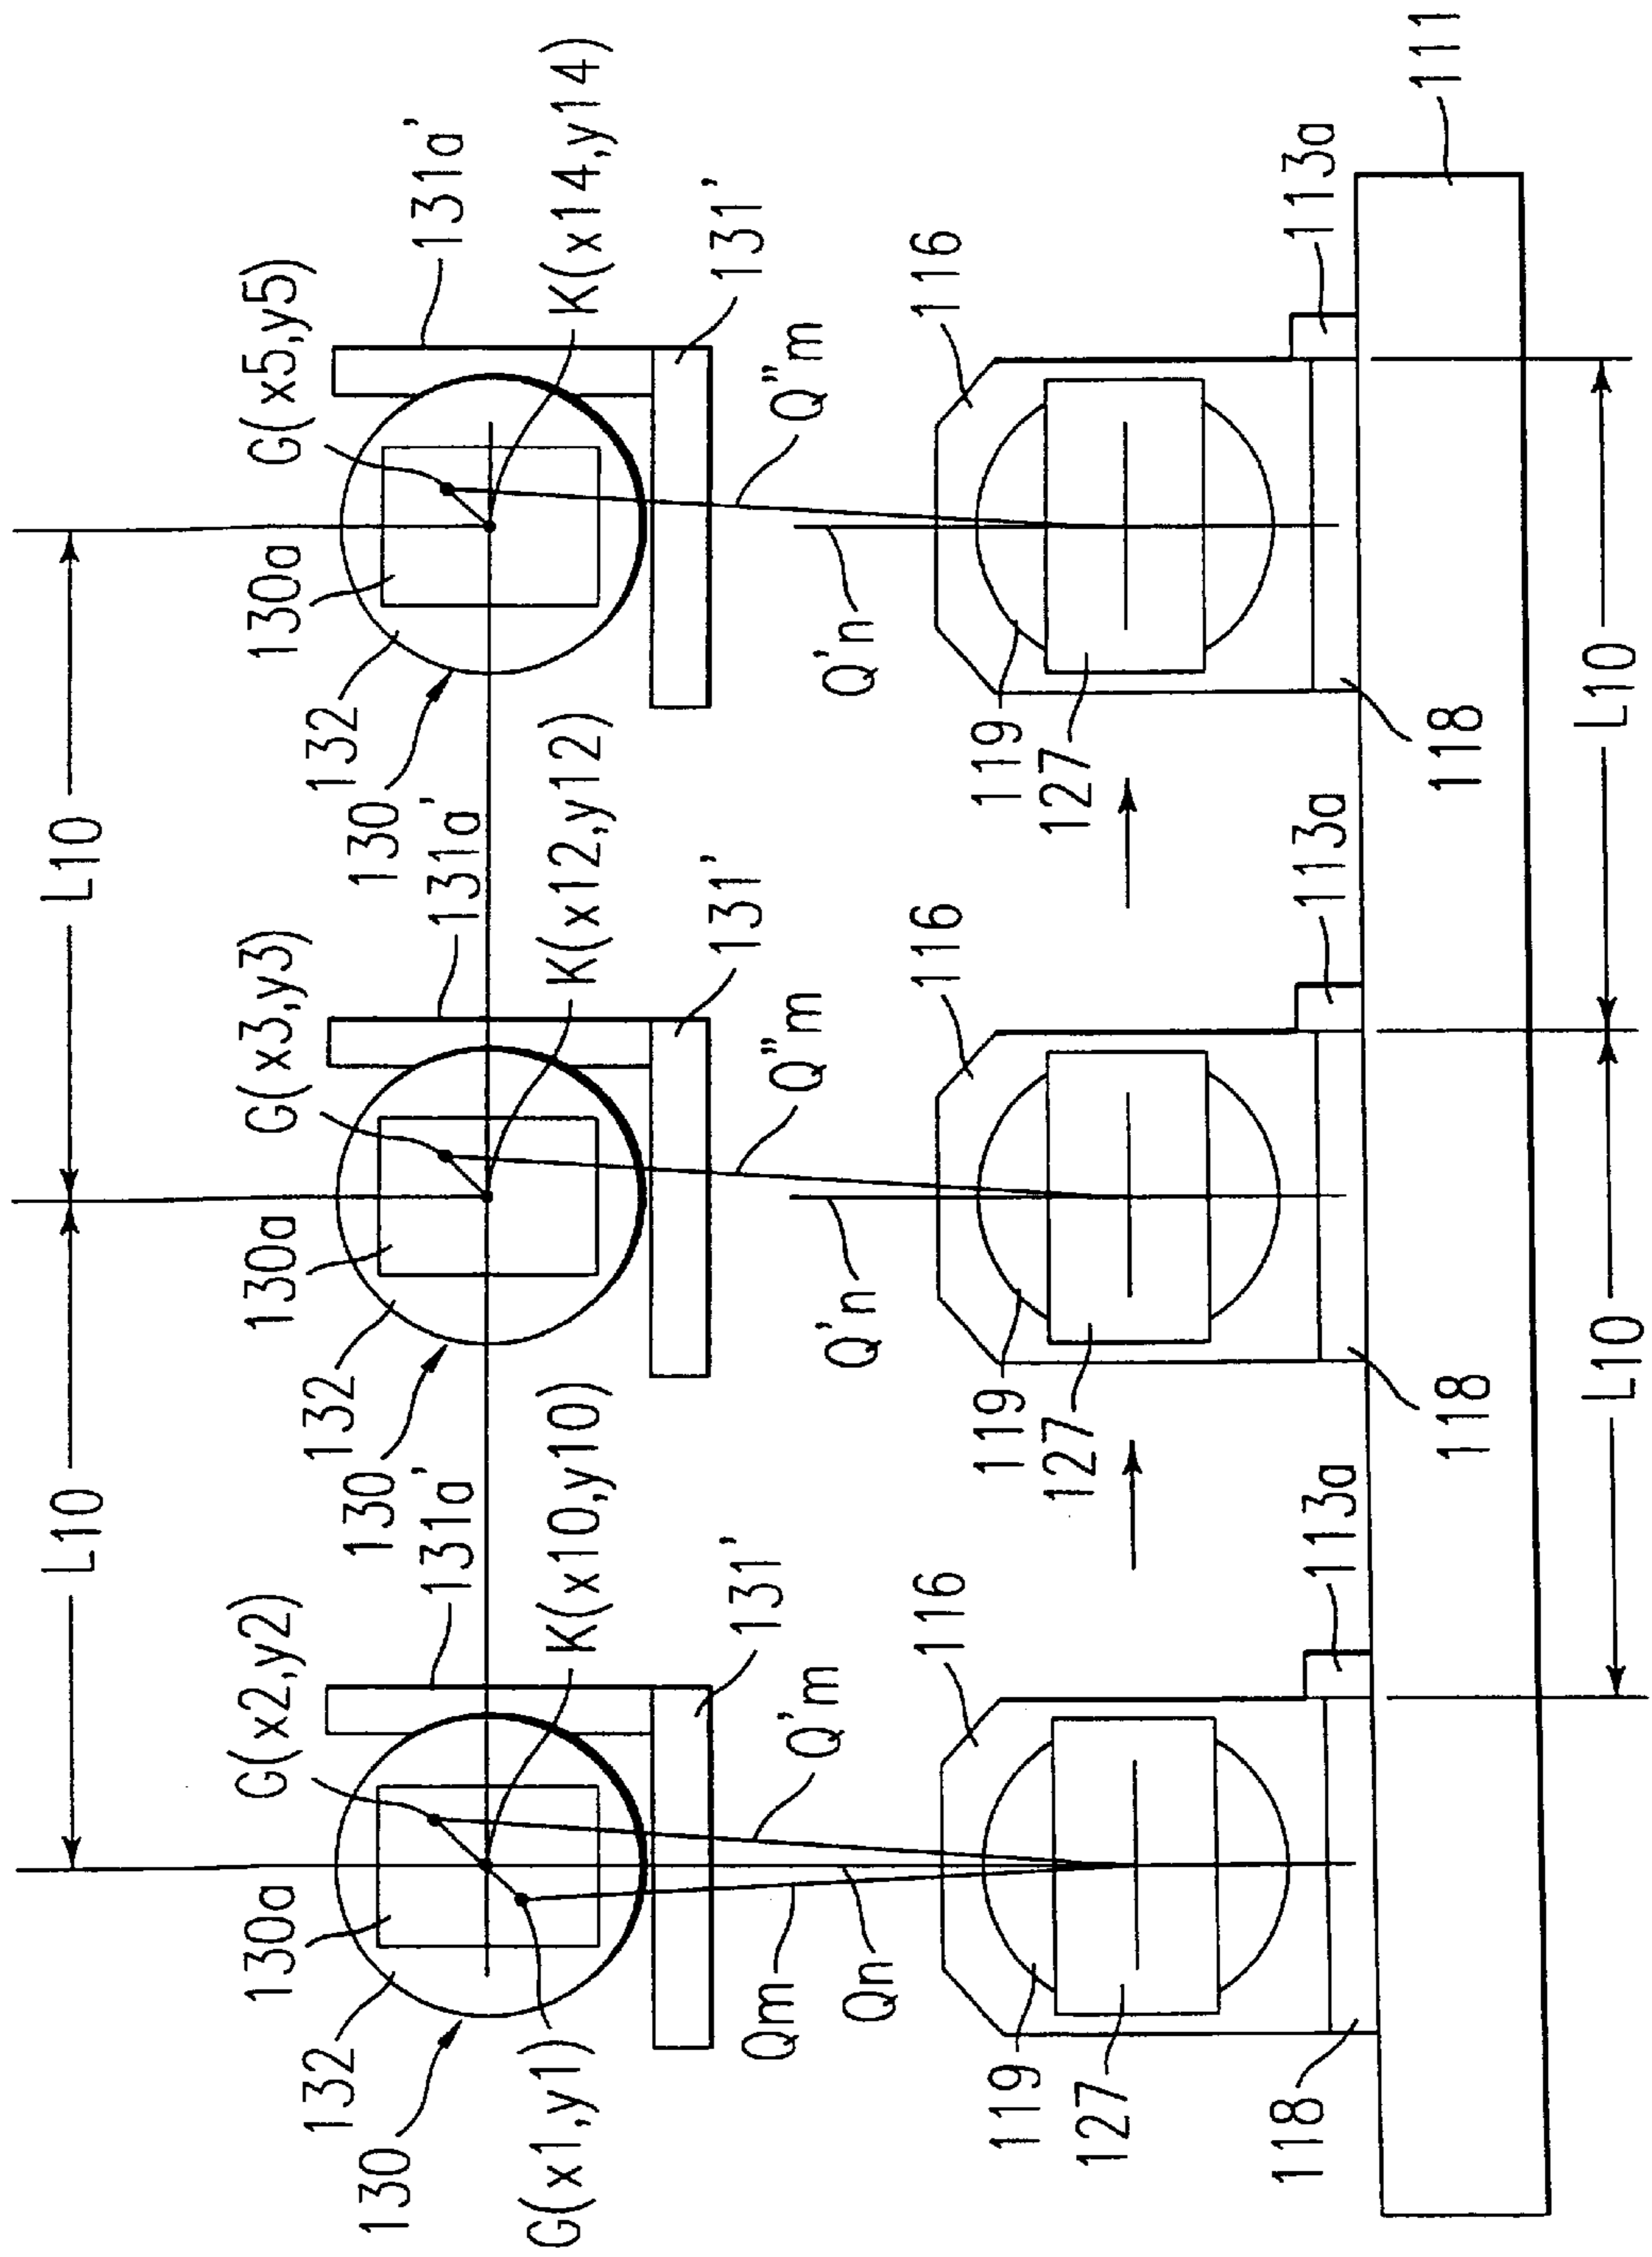 L10
L10
G(x2,y2)
131a'
130a
132
130
G(x1,y1)
K(x10,y10)
131'
Q'm
Qm
Qn
116
119
127
118
113a
G(x3,y3)
131a'
130a
132
130
K(x12,y12)
131'
Q"m
Q'n
116
119
127
118
113a
G(x5,y5)
131a'
130a
132
130
K(x14,y14)
131'
Q"m
Q'n
116
119
127
118
113a
111
L10
L10